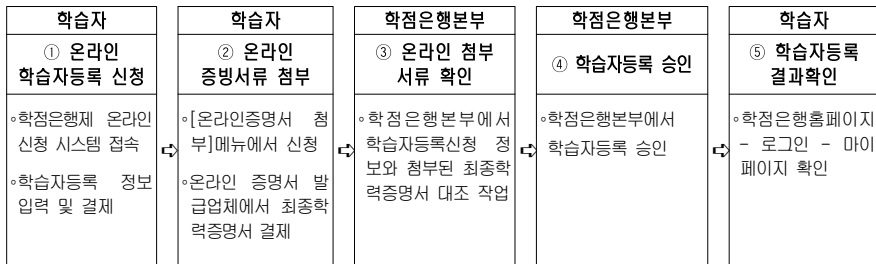 학습자
① 온라인
학습자등록 신청
◦학점은행제 온라인
신청 시스템 접속
◦학습자등록 정보
입력 및 결제
➪
학습자
② 온라인
증빙서류 첨부
◦[온라인증명서 첨
부]메뉴에서 신청
◦온라인 증명서 발
급업체에서 최종학
력증명서 결제
➪
학점은행본부
③ 온라인 첨부
서류 확인
◦학점은행본부에서
학습자등록신청 정
보와 첨부된 최종학
력증명서 대조 작업
➪
학점은행본부
④ 학습자등록 승인
◦학점은행본부에서
학습자등록 승인
➪
학습자
⑤ 학습자등록
결과확인
◦학점은행홈페이지
- 로그인 - 마이
페이지 확인